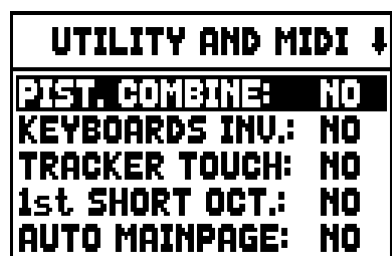 UTILITY AND MIDI ⬇
PIST. COMBINE: NO
KEYBOARDS INV.: NO
TRACKER TOUCH: NO
1st SHORT OCT.: NO
AUTO MAINPAGE: NO